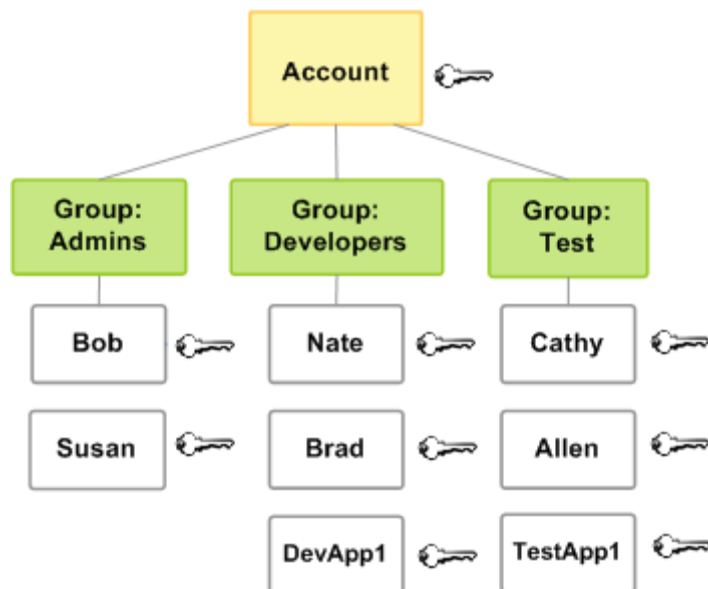 Account
Group:
Admins
Group:
Developers
Group:
Test
Bob
Nate
Cathy
Susan
Brad
Allen
DevApp1
TestApp1